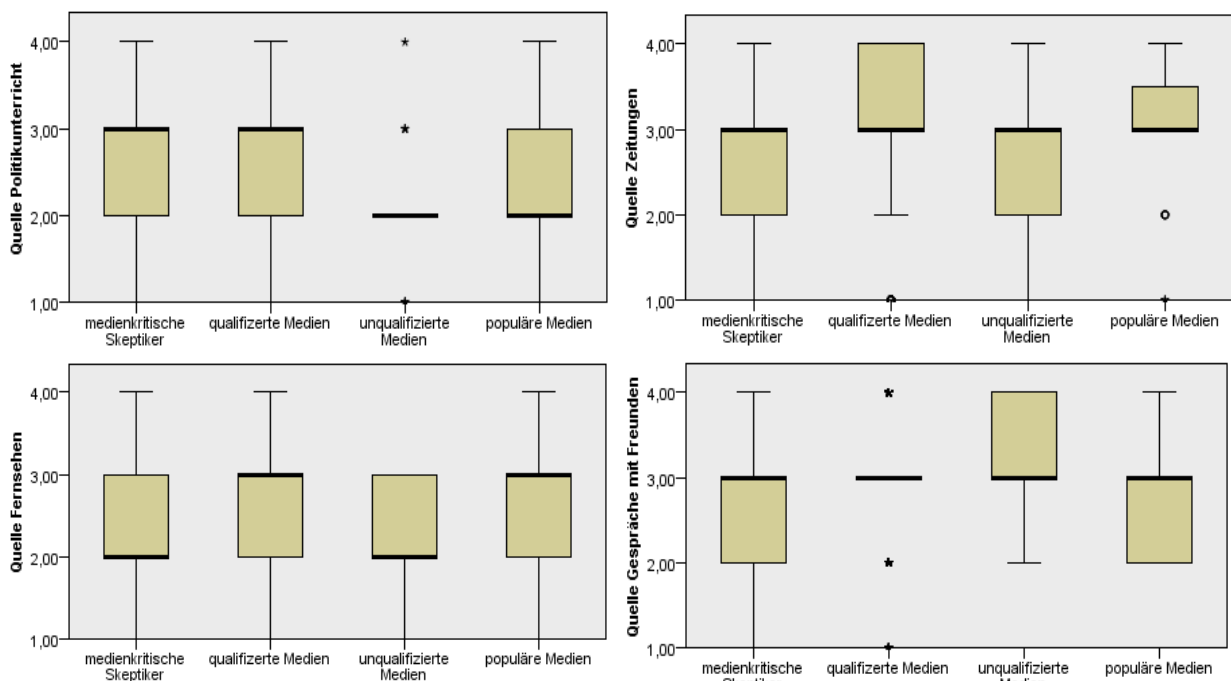 Quelle Politikunterricht
4,00
3,00
2,00
1,00
medienkritische
Skeptiker
qualifizerte Medien
unqualifizierte
Medien
populäre Medien
Quelle Zeitungen
4,00
3,00
2,00
1,00
medienkritische
Skeptiker
qualifizerte Medien
unqualifizierte
Medien
populäre Medien
Quelle Fernsehen
4,00
3,00
2,00
1,00
medienkritische
Skeptiker
qualifizerte Medien
unqualifizierte
Medien
populäre Medien
Quelle Gespräche mit Freunden
4,00
3,00
2,00
1,00
medienkritische
qualifizerte Medien
unqualifizierte
populäre Medien